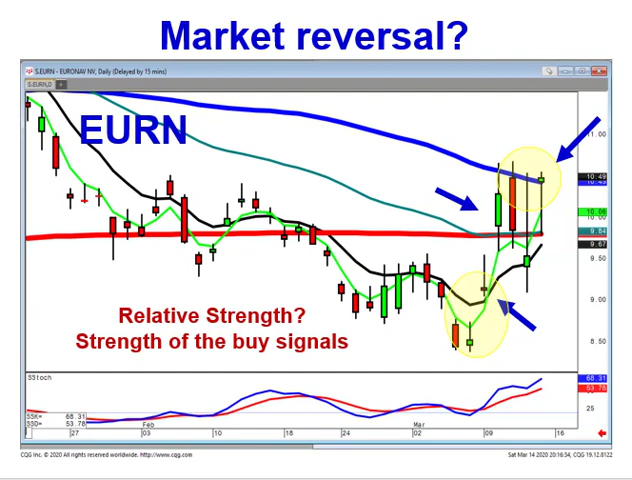 Market reversal?
S.EURN - EURONAV NV, Daily (Delayed by 15 mins)
S.EURN,D
EURN
11.00
10.49
10.43
10.06
10.00
9.84
9.67
9.50
9.00
8.50
Relative Strength?
Strength of the buy signals
SStoch
68.31
53.78
25
SSK= 68.31
SSD= 53.78
27 Feb 03 10 18 24 Mar 02 09 16
CQG Inc. © 2020 All rights reserved worldwide. http://www.cqg.com
Sat Mar 14 2020 20:16:54, CQG 19.12.8122